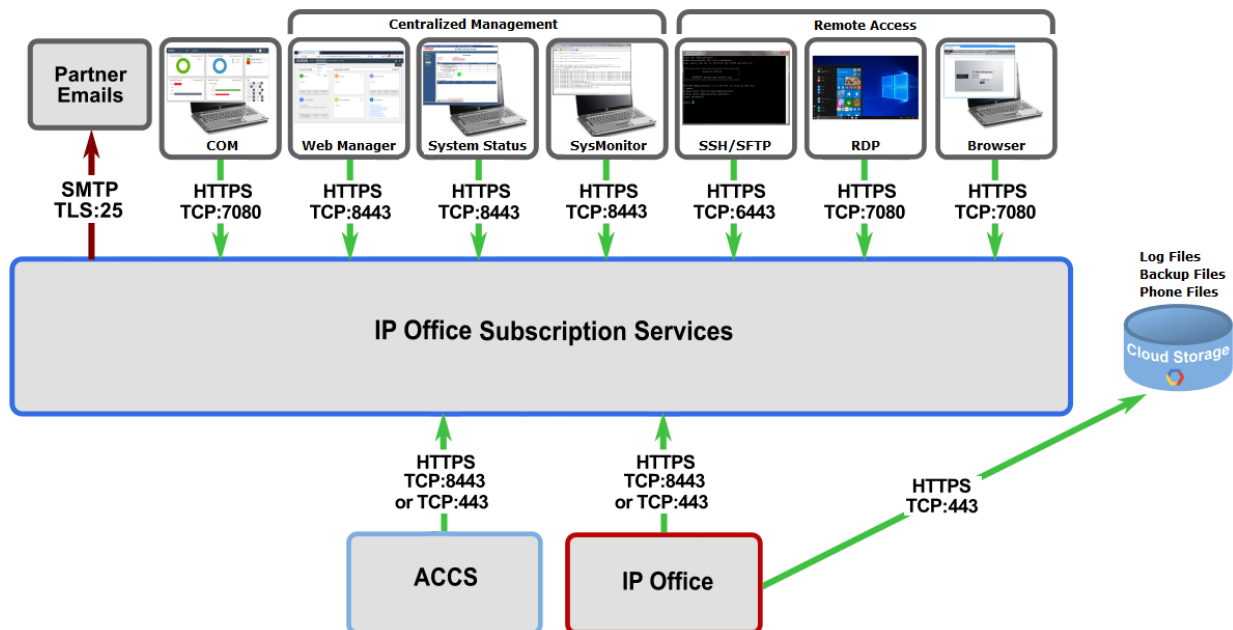 Centralized Management
Remote Access
Partner
Emails
COM
Web Manager
System Status
SysMonitor
SSH/SFTP
RDP
Browser
SMTP
TLS:25
HTTPS
TCP:7080
HTTPS
TCP:8443
HTTPS
TCP:8443
HTTPS
TCP:8443
HTTPS
TCP:6443
HTTPS
TCP:7080
HTTPS
TCP:7080
IP Office Subscription Services
Log Files
Backup Files
Phone Files
Cloud Storage
HTTPS
TCP:8443
or TCP:443
HTTPS
TCP:8443
or TCP:443
HTTPS
TCP:443
ACCS
IP Office